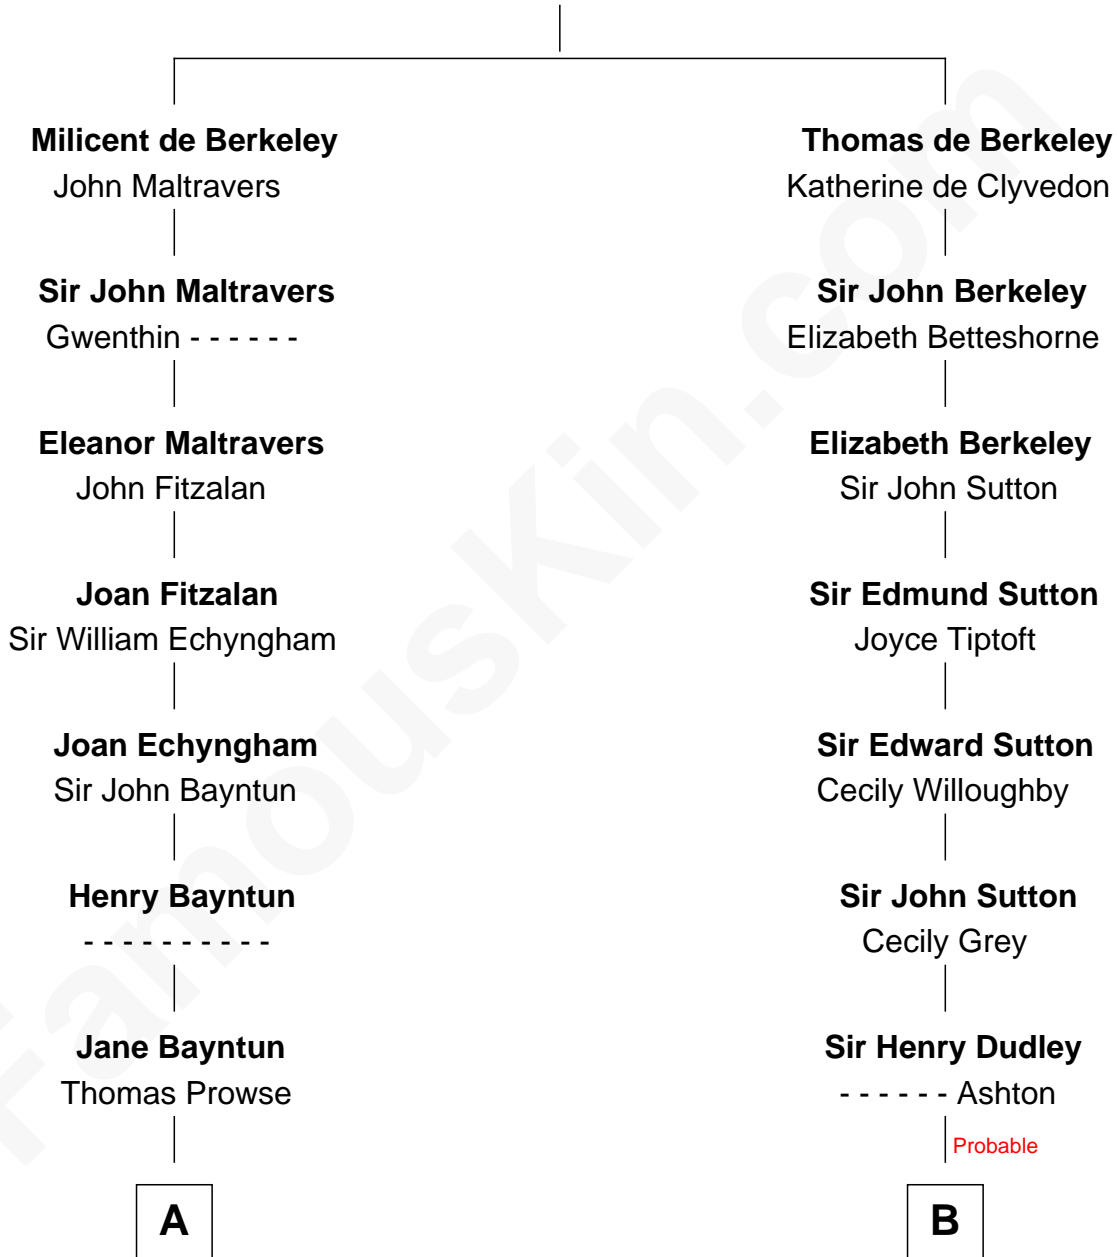 Milicent de Berkeley
John Maltravers
Sir John Maltravers
Gwenthin - - - - - -
Eleanor Maltravers
John Fitzalan
Joan Fitzalan
Sir William Echyngham
Joan Echyngham
Sir John Bayntun
Henry Bayntun
- - - - - - - - - -
Jane Bayntun
Thomas Prowse
A
Thomas de Berkeley
Katherine de Clyvedon
Sir John Berkeley
Elizabeth Betteshorne
Elizabeth Berkeley
Sir John Sutton
Sir Edmund Sutton
Joyce Tiptoft
Sir Edward Sutton
Cecily Willoughby
Sir John Sutton
Cecily Grey
Sir Henry Dudley
- - - - - - Ashton
Probable
B
FamousKin.com